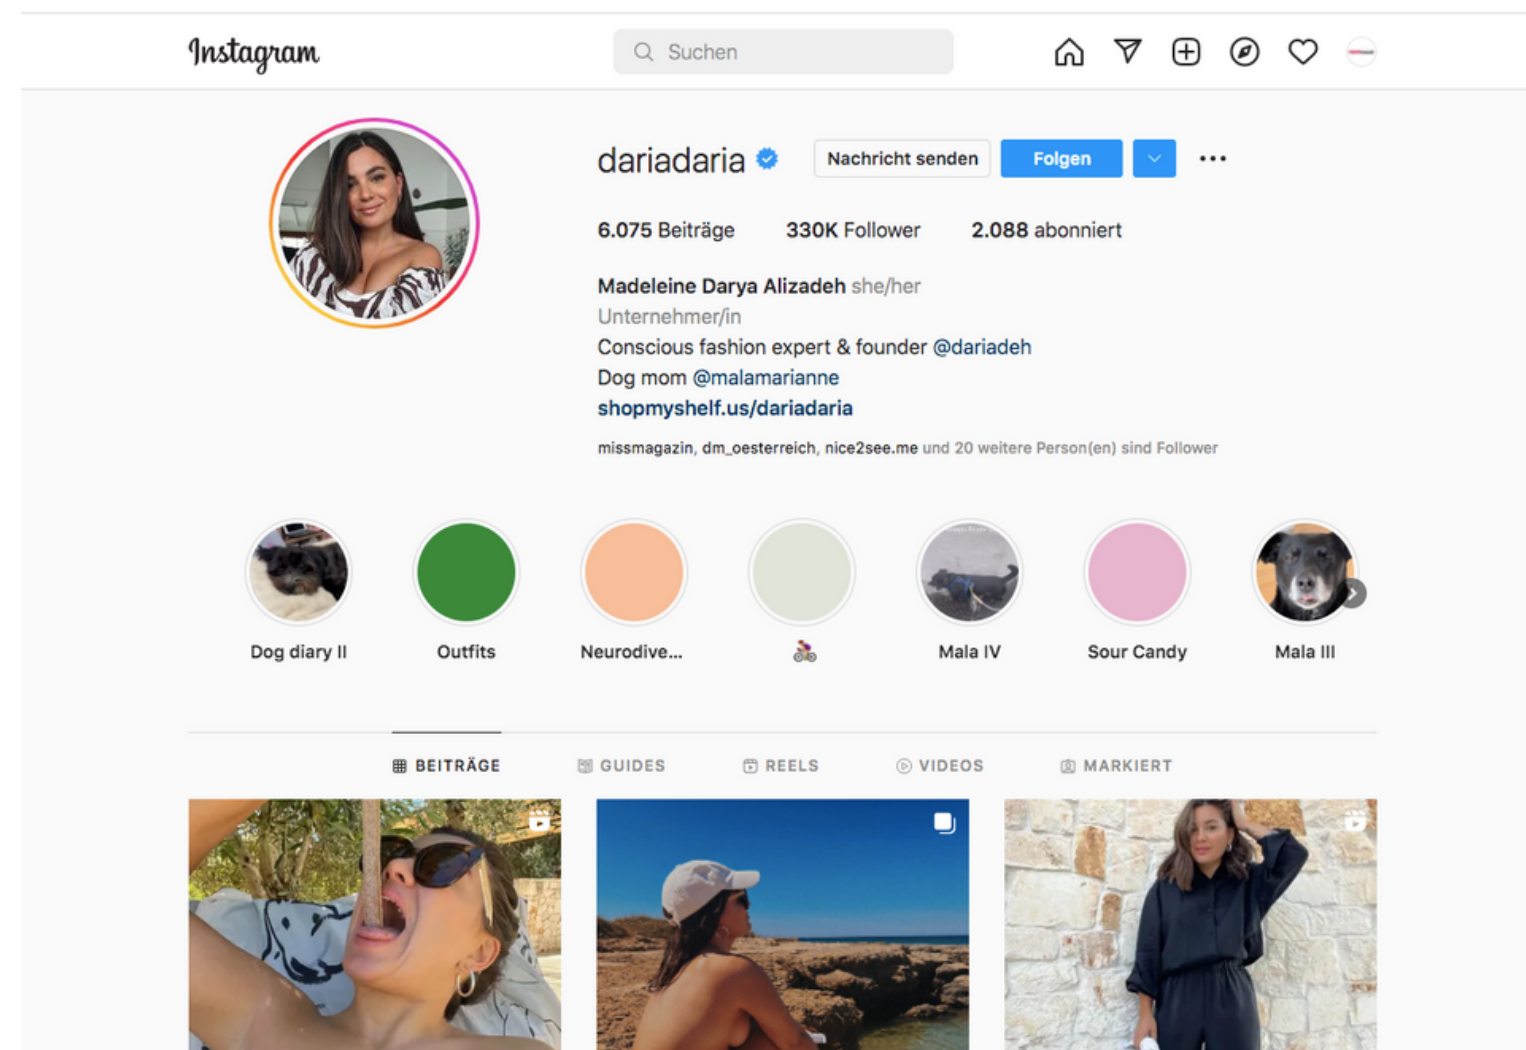 Instagram
Suchen
dariadaria
Nachricht senden
Folgen
6.075 Beiträge 330K Follower 2.088 abonniert
Madeleine Darya Alizadeh she/her
Unternehmer/in
Conscious fashion expert & founder @dariadeh
Dog mom @malamarianne
shopmyshelf.us/dariadaria
missmagazin, dm_oesterreich, nice2see.me und 20 weitere Person(en) sind Follower
Dog diary II
Outfits
Neurodive...
Mala IV
Sour Candy
Mala III
BEITRÄGE
GUIDES
REELS
VIDEOS
MARKIERT